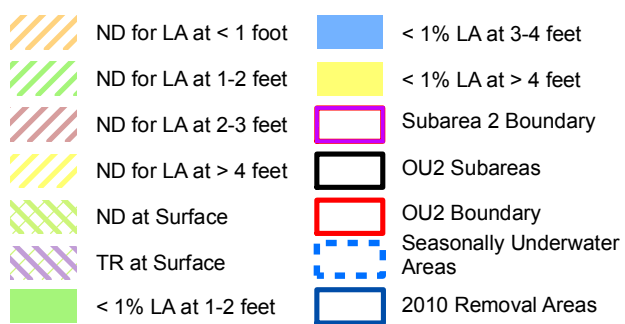 ND for LA at < 1 foot
ND for LA at 1-2 feet
ND for LA at 2-3 feet
ND for LA at > 4 feet
ND at Surface
TR at Surface
< 1% LA at 1-2 feet
< 1% LA at 3-4 feet
< 1% LA at > 4 feet
Subarea 2 Boundary
OU2 Subareas
OU2 Boundary
Seasonally Underwater
Areas
2010 Removal Areas